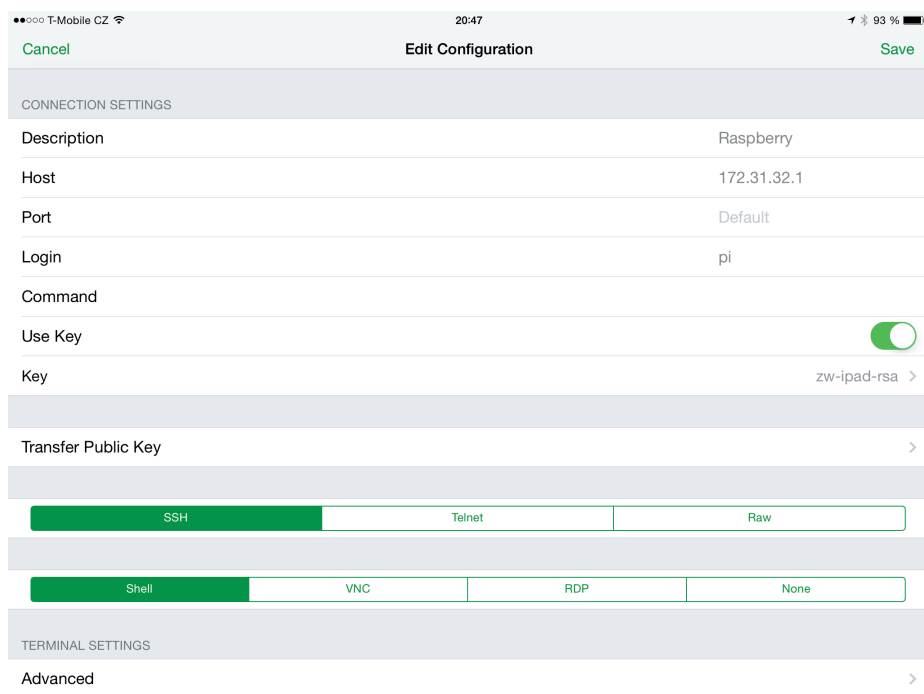 T-Mobile CZ 20:47 93 %
Cancel Edit Configuration Save
CONNECTION SETTINGS
Description Raspberry
Host 172.31.32.1
Port Default
Login pi
Command
Use Key
Key zw-ipad-rsa
Transfer Public Key
SSH Telnet Raw
Shell VNC RDP None
TERMINAL SETTINGS
Advanced